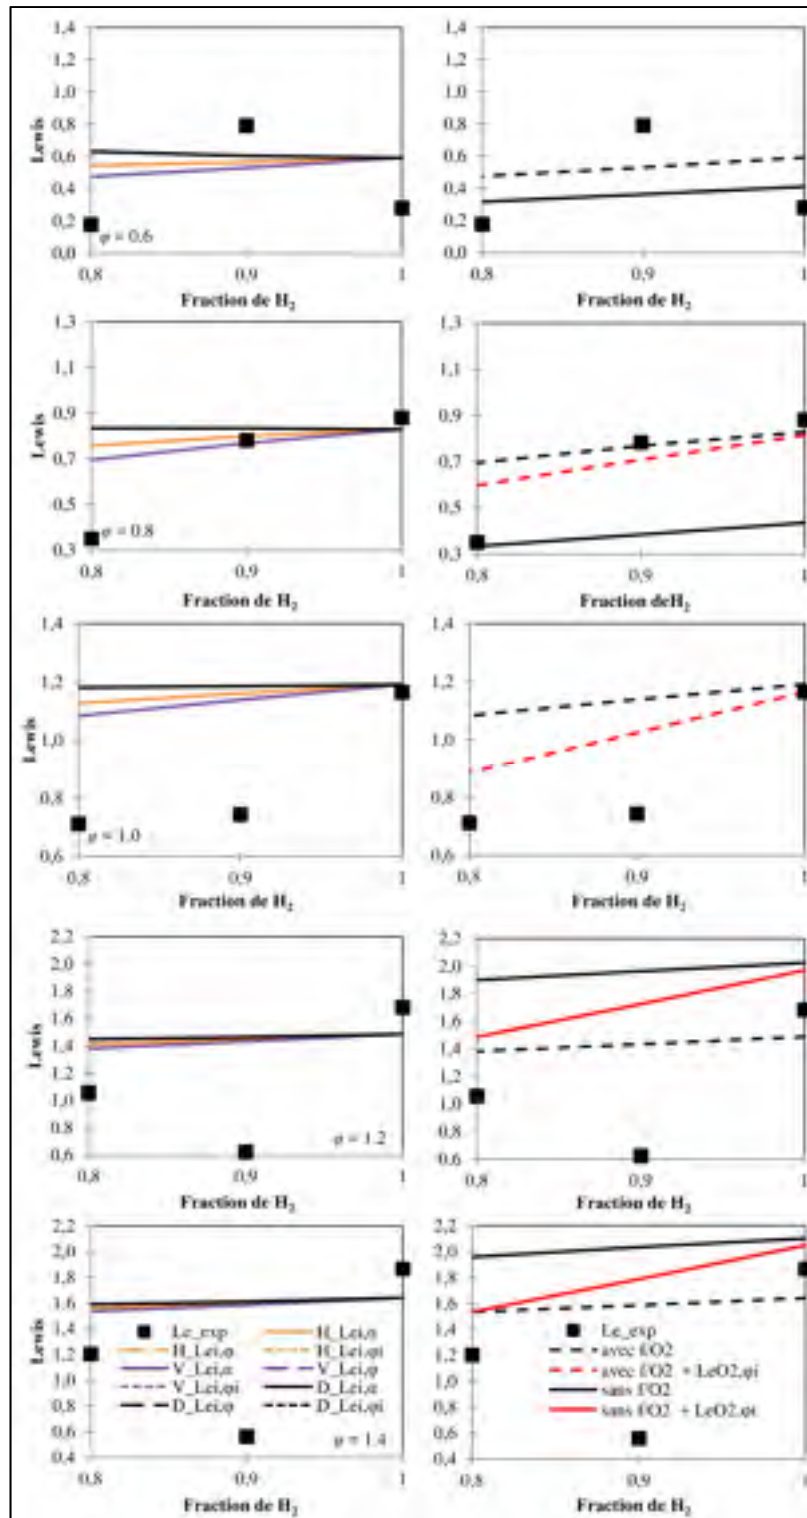 1,4 1,4
1,2 1,2
1,0 1,0
0,8 0,8
0,6 0,6
0,4 0,4
0,2 0,2
0,0 0,0
Lewis
φ = 0.6
0,8 0,9 1 0,8 0,9 1
Fraction de H2 Fraction de H2
1,3 1,3
1,1 1,1
0,9 0,9
0,7 0,7
0,5 0,5
0,3 0,3
Lewis
φ = 0.8
0,8 0,9 1 0,8 0,9 1
Fraction de H2 Fraction deH2
1,4 1,4
1,2 1,2
1,0 1,0
0,8 0,8
0,6 0,6
Lewis
φ = 1.0
0,8 0,9 1 0,8 0,9 1
Fraction de H2 Fraction de H2
2,2 2,2
2,0 2,0
1,8 1,8
1,6 1,6
1,4 1,4
1,2 1,2
1,0 1,0
0,8 0,8
0,6 0,6
Lewis
φ = 1.2
0,8 0,9 1 0,8 0,9 1
Fraction de H2 Fraction de H2
2,2 2,2
2,0 2,0
1,8 1,8
1,6 1,6
1,4 1,4
1,2 1,2
1,0 1,0
0,8 0,8
0,6 0,6
0,4 0,4
Lewis
Le_exp H_Lei,α
H_Lei,φ H_Lei,φi
V_Lei,α V_Lei,φ
V_Lei,φi D_Lei,α
D_Lei,φ D_Lei,φi
φ = 1.4
Le_exp
avec f/O2
avec f/O2 + LeO2,φi
sans f/O2
sans f/O2 + LeO2,φi
0,8 0,9 1 0,8 0,9 1
Fraction de H2 Fraction de H2